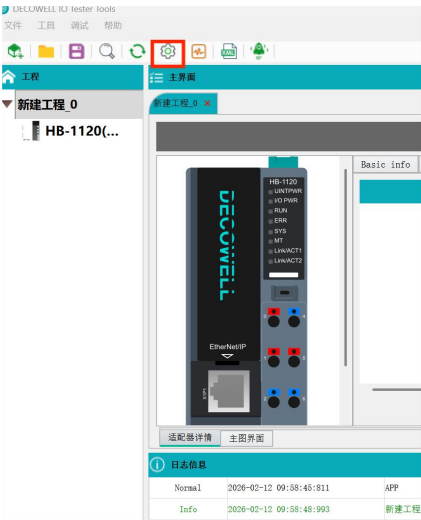 DECOWELL IO Tester Tools
文件 工具 调试 帮助
XML
工程
主界面
新建工程_0
新建工程_0 ×
HB-1120(...
Basic info
DECOWELL
HB-1120
UINTPWR
I/O PWR
RUN
ERR
SYS
MT
Link/ACT1
Link/ACT2
EtherNet/IP
适配器详情 主图界面
日志信息
Normal 2026-02-12 09:58:45:811 APP
Info 2026-02-12 09:58:48:993 新建工程